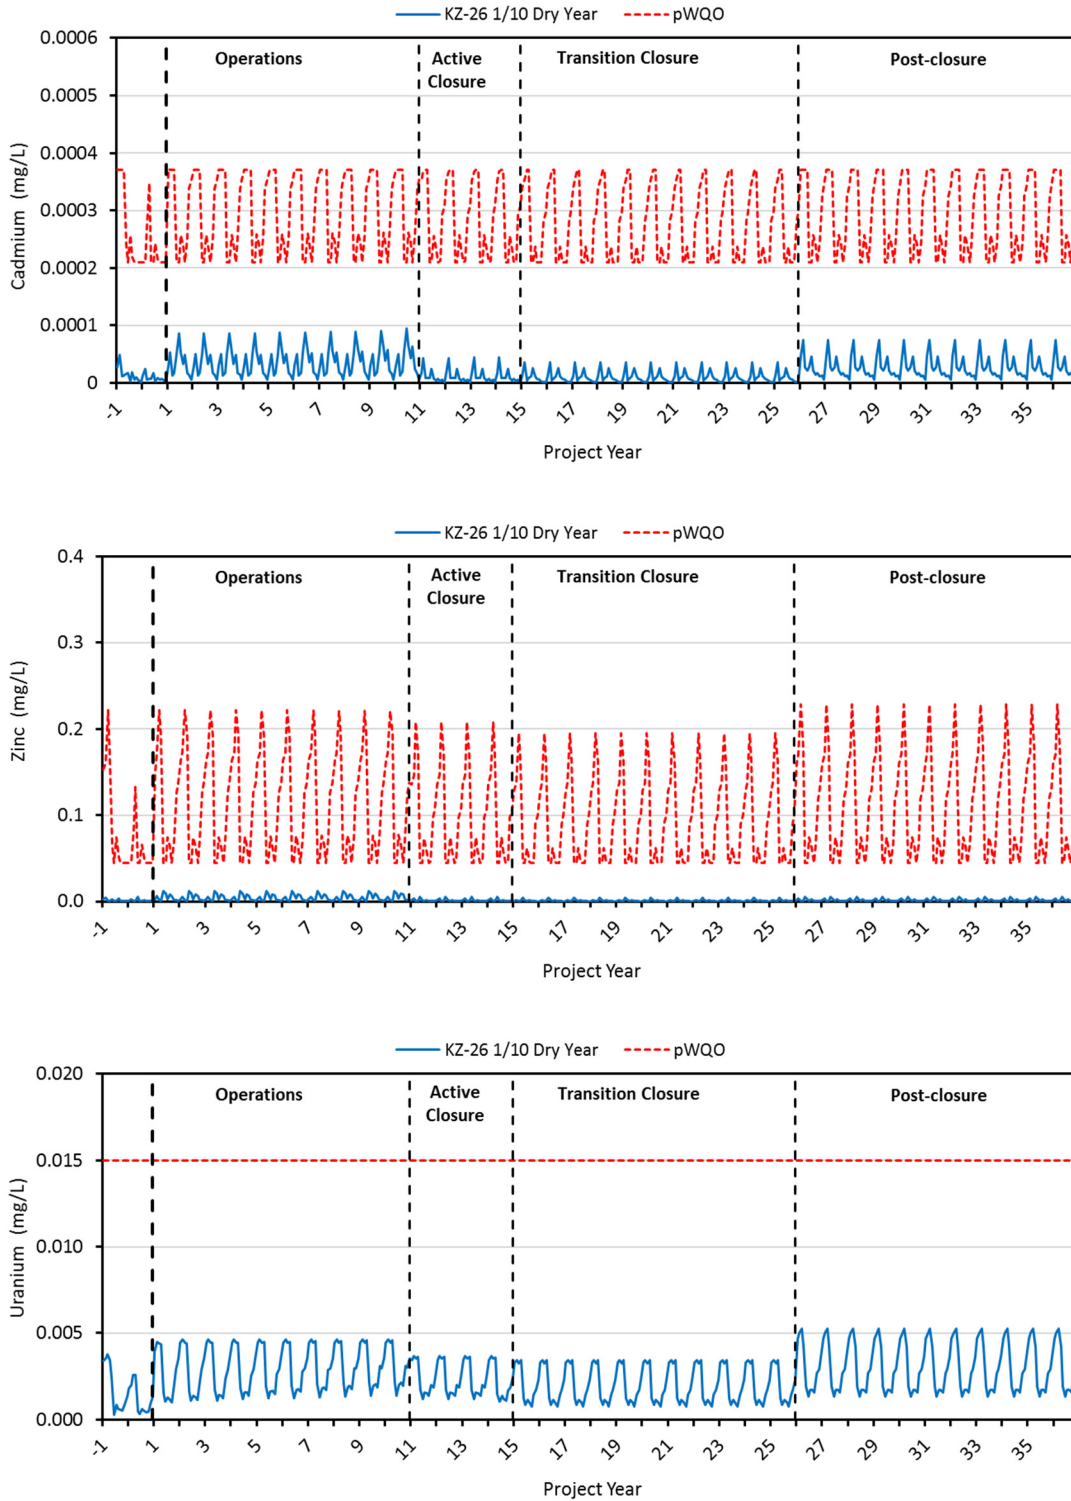 KZ-26 1/10 Dry Year pWQO
0.0006
Operations Active Closure Transition Closure Post-closure
0.0005
0.0004
0.0003
0.0002
0.0001
0
Cadmium (mg/L)
-1 1 3 5 7 9 11 13 15 17 19 21 23 25 27 29 31 33 35
Project Year
KZ-26 1/10 Dry Year pWQO
0.4
Operations Active Closure Transition Closure Post-closure
0.3
0.2
0.1
0.0
Zinc (mg/L)
-1 1 3 5 7 9 11 13 15 17 19 21 23 25 27 29 31 33 35
Project Year
KZ-26 1/10 Dry Year pWQO
0.020
Operations Active Closure Transition Closure Post-closure
0.015
0.010
0.005
0.000
Uranium (mg/L)
-1 1 3 5 7 9 11 13 15 17 19 21 23 25 27 29 31 33 35
Project Year